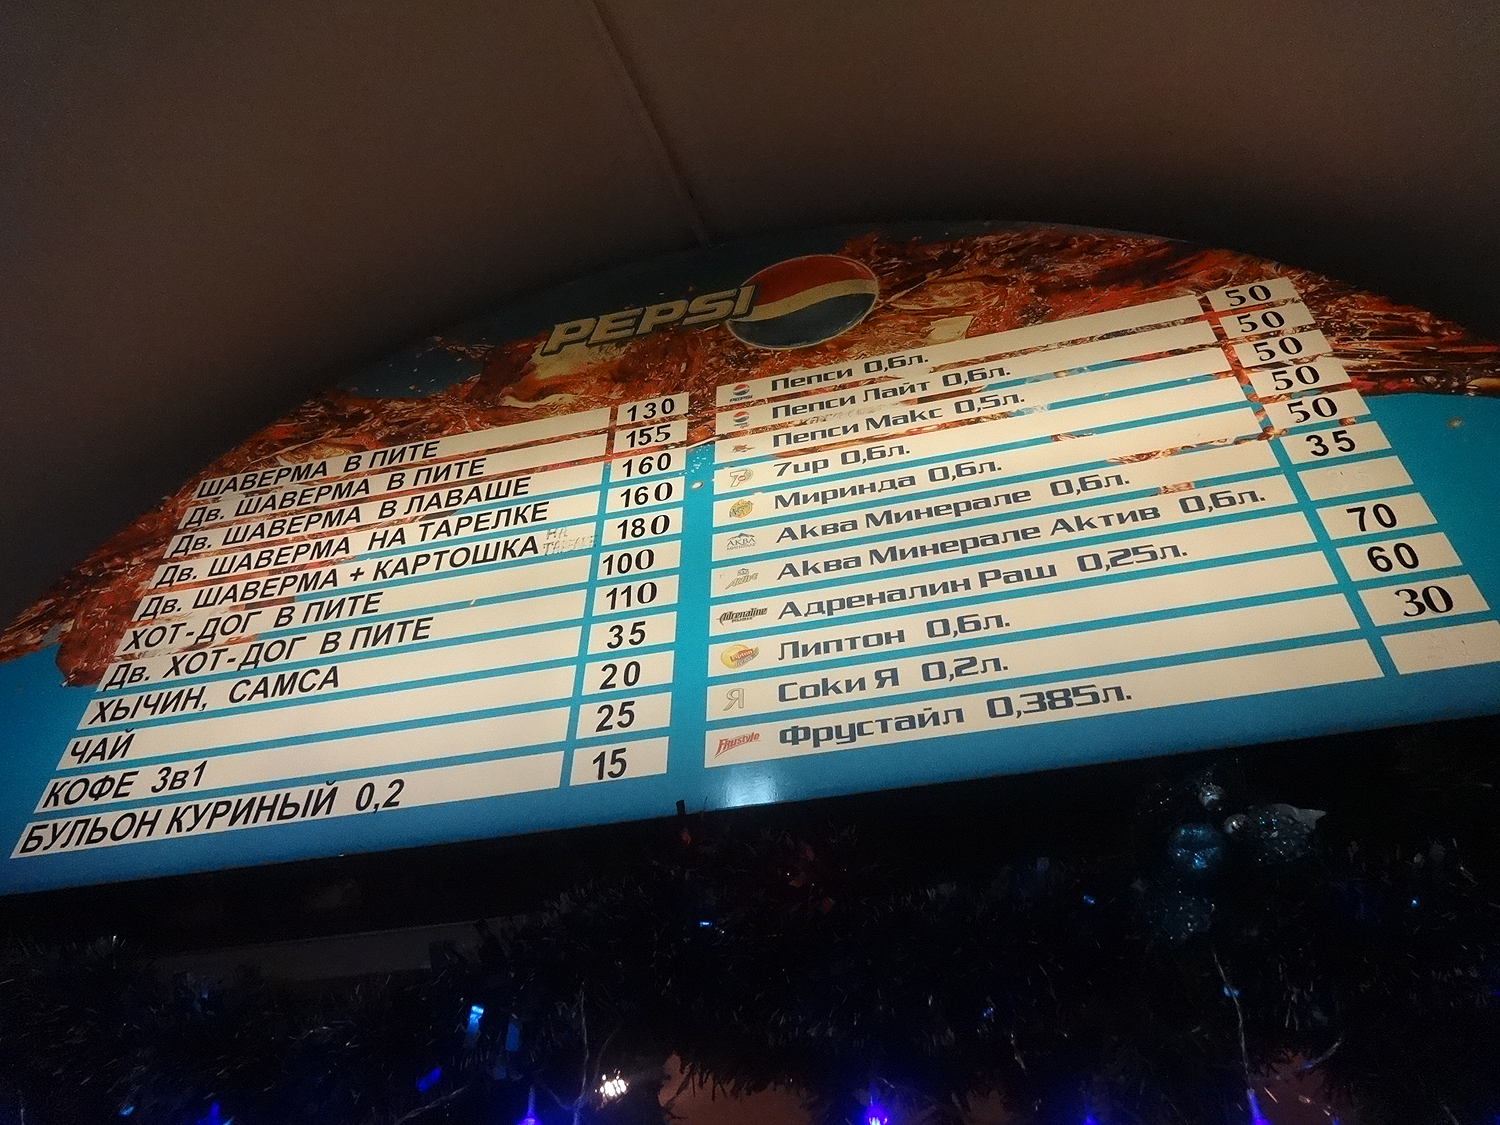 PEPSI
ШАВЕРМА В ПИТЕ 130
Дв. ШАВЕРМА В ПИТЕ 155
Дв. ШАВЕРМА В ЛАВАШЕ 160
Дв. ШАВЕРМА НА ТАРЕЛКЕ 160
Дв. ШАВЕРМА + КАРТОШКА 180
ХОТ-ДОГ В ПИТЕ 100
Дв. ХОТ-ДОГ В ПИТЕ 110
ХЫЧИН, САМСА 35
ЧАЙ 20
КОФЕ 3в1 25
БУЛЬОН КУРИНЫЙ 0,2 15
Пепси 0,6л. 50
Пепси Лайт 0,6л. 50
Пепси Макс 0,5л. 50
7up 0,6л. 50
Миринда 0,6л. 50
Аква Минерале 0,6л. 35
Аква Минерале Актив 0,6л.
Адреналин Раш 0,25л. 70
Липтон 0,6л. 60
Я Соки Я 0,2л. 30
Frustyle Фрустайл 0,385л.